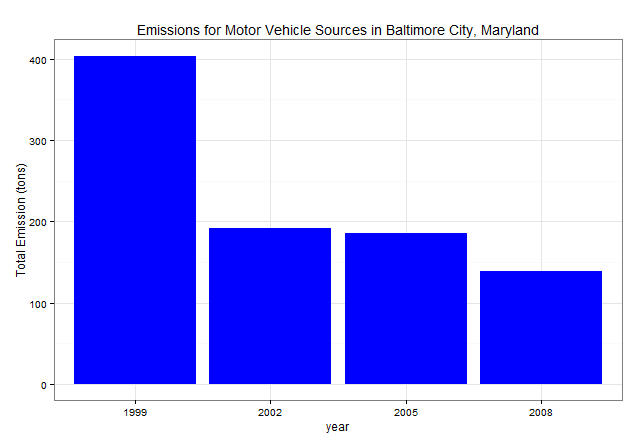 Emissions for Motor Vehicle Sources in Baltimore City, Maryland
Total Emission (tons)
400
300
200
100
0
1999 2002 2005 2008
year